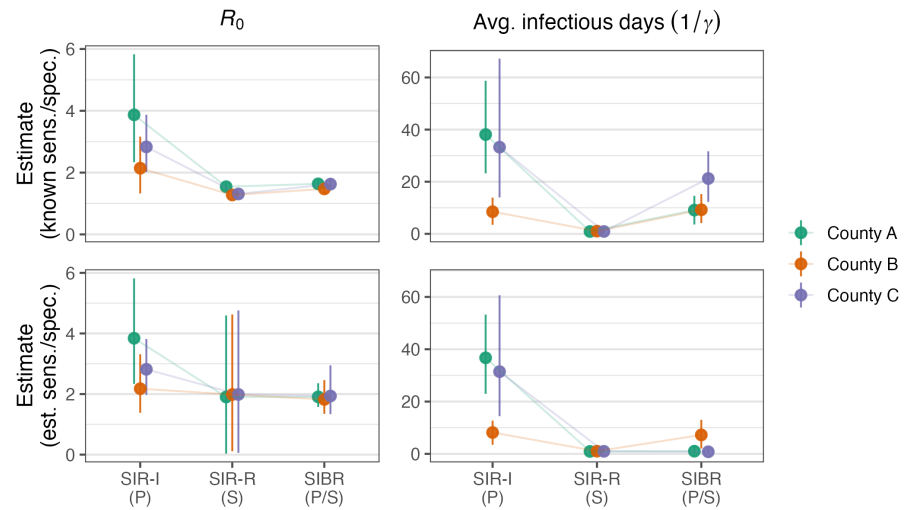 R0
Avg. infectious days (1/γ)
Estimate
(known sens./spec.)
6
4
2
0
60
40
20
0
Estimate
(est. sens./spec.)
6
4
2
0
60
40
20
0
County A
County B
County C
SIR-I
(P)
SIR-R
(S)
SIBR
(P/S)
SIR-I
(P)
SIR-R
(S)
SIBR
(P/S)